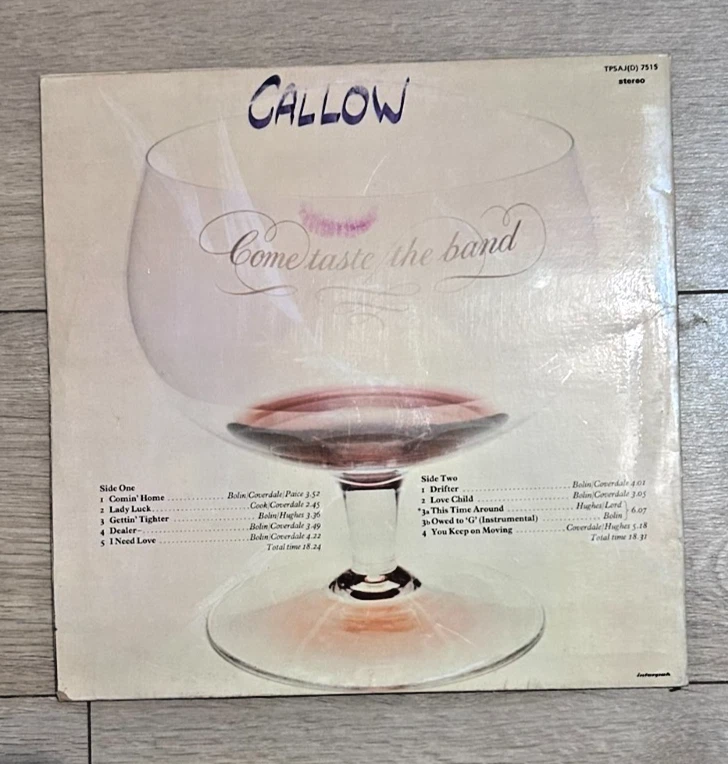 TPSAJ(D) 7515
stereo
CALLOW
Come taste the band
Side One
1 Comin' Home Bolin/Coverdale/Paice 3.52
2 Lady Luck Cook/Coverdale 2.45
3 Gettin' Tighter Bolin/Hughes 3.36
4 Dealer Bolin/Coverdale 3.49
5 I Need Love Bolin/Coverdale 4.22
Total time 18.24
Side Two
1 Drifter Bolin/Coverdale 4.01
2 Love Child Bolin/Coverdale 3.05
*3a This Time Around Hughes/Lord
6.07
3b Owed to 'G' (Instrumental) Bolin
4 You Keep on Moving Coverdale/Hughes 5.18
Total time 18.31